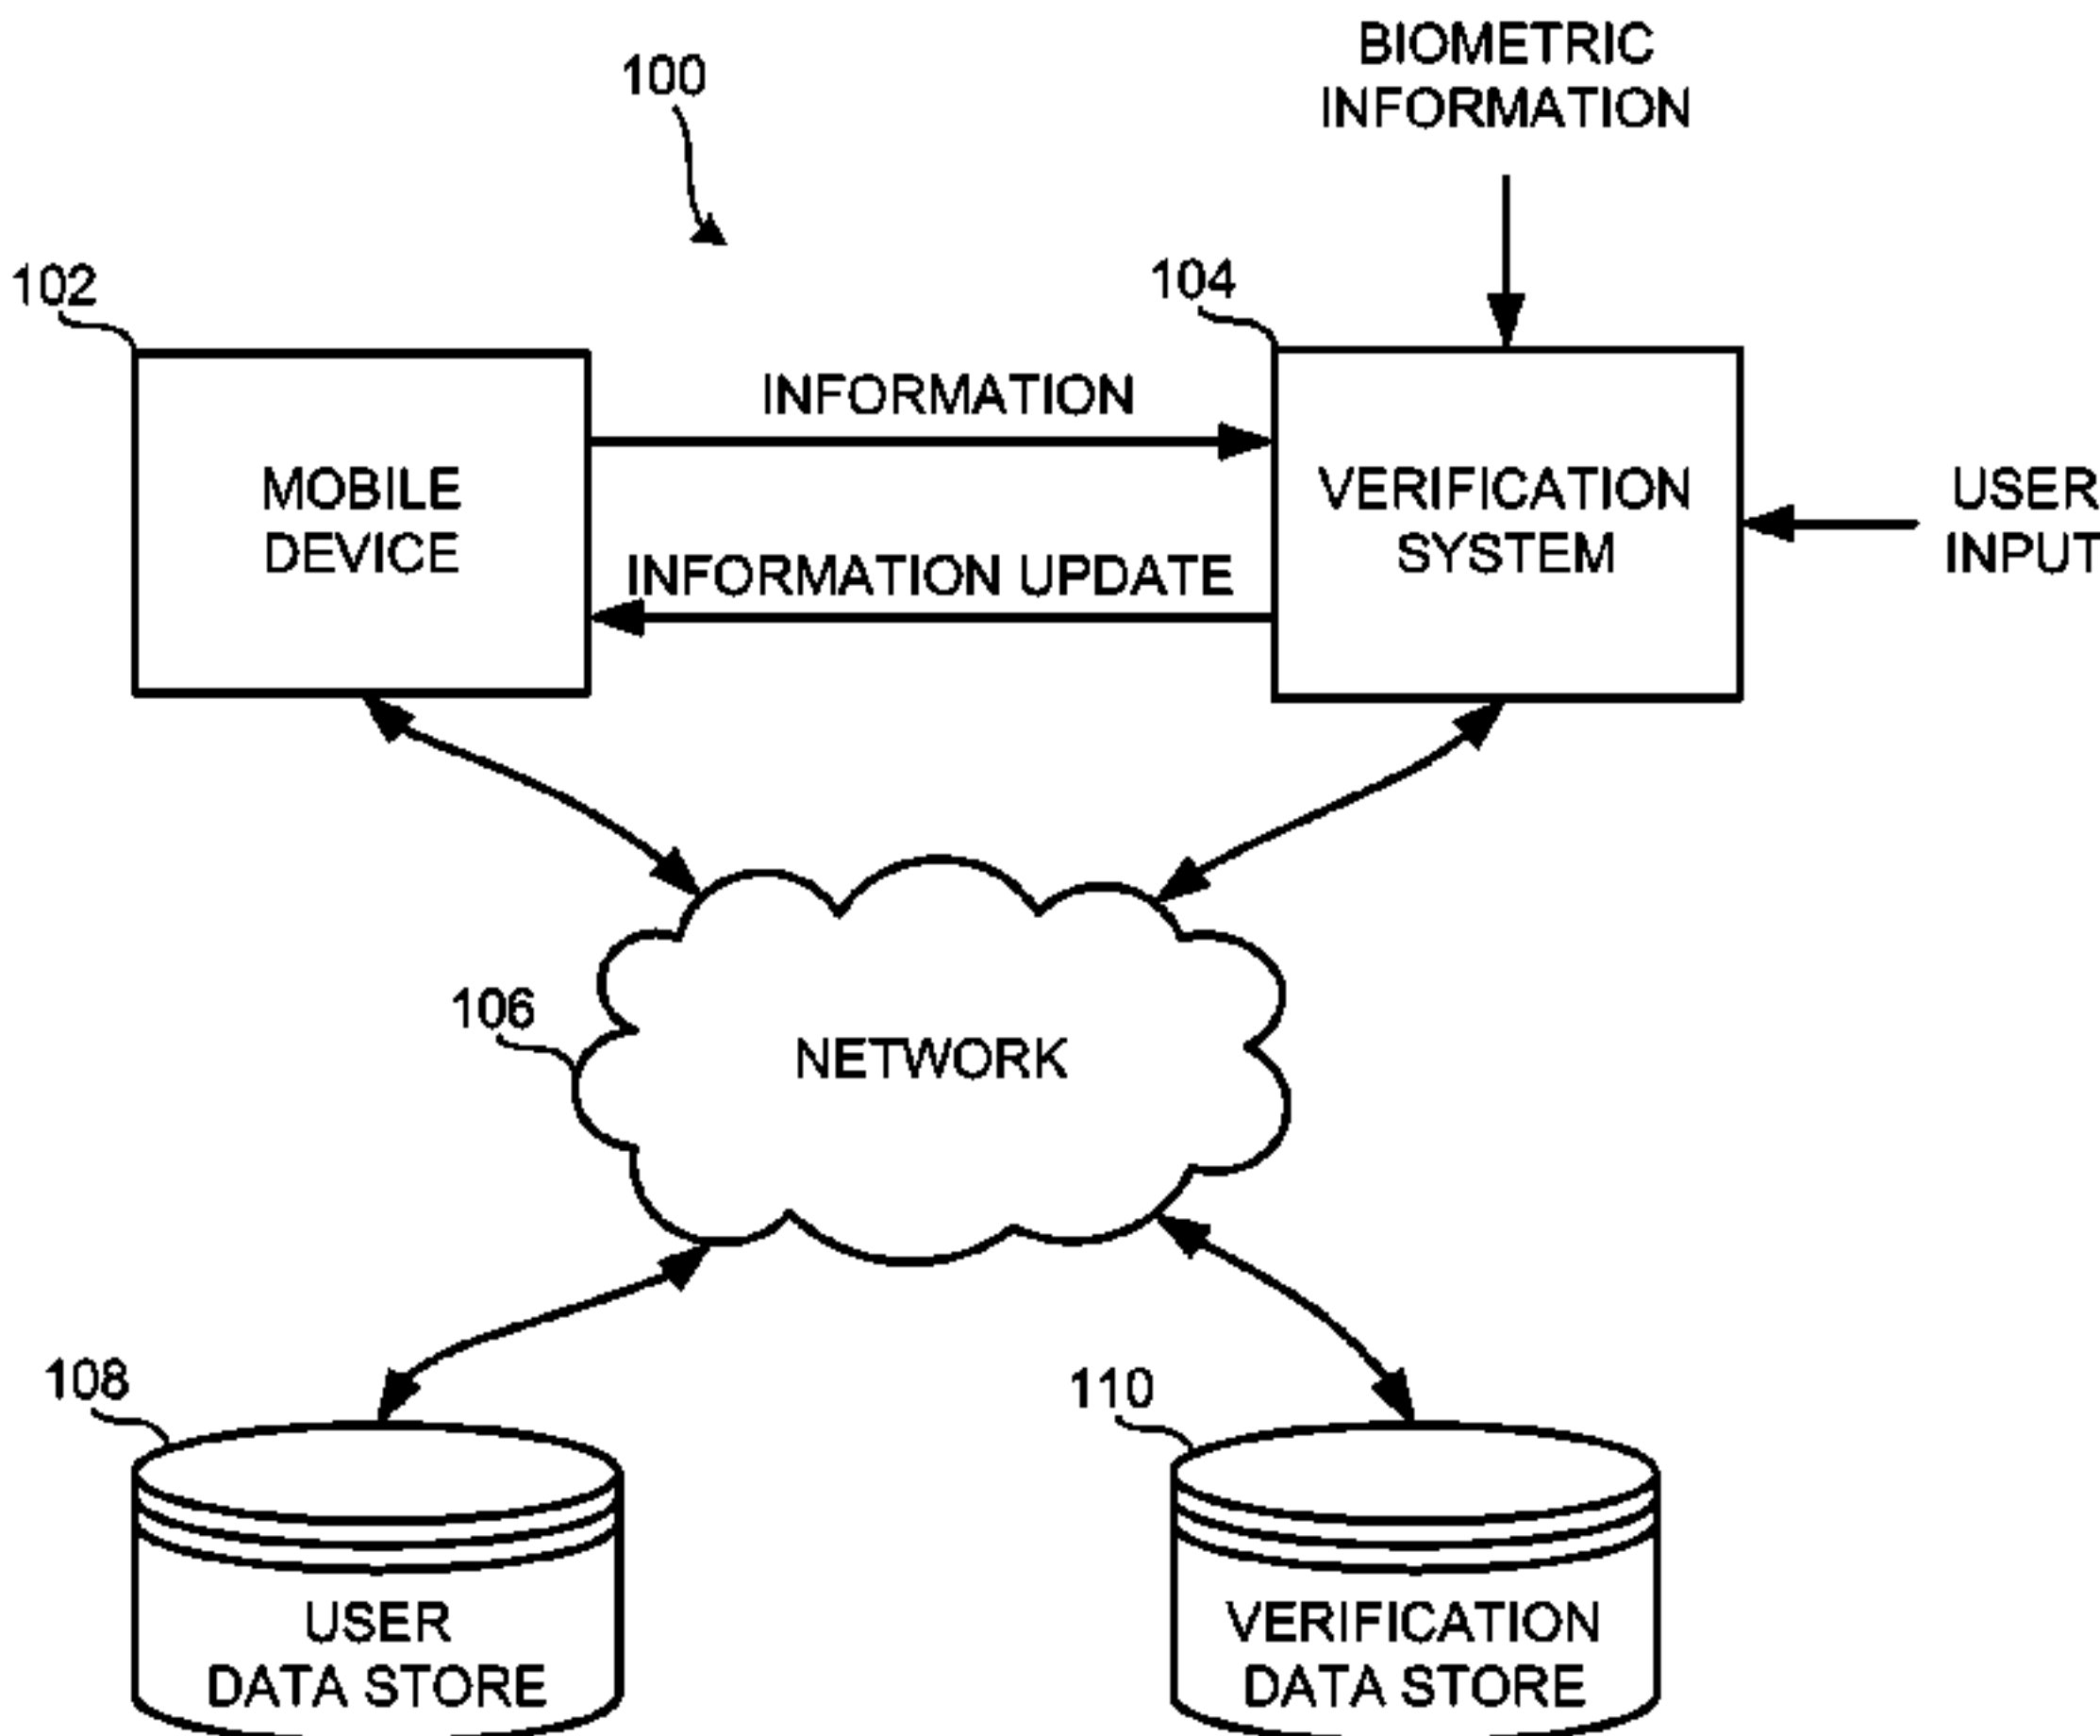 BIOMETRIC
INFORMATION
100
102
104
INFORMATION
MOBILE
DEVICE
VERIFICATION
SYSTEM
USER
INPUT
INFORMATION UPDATE
106
NETWORK
108
110
USER
DATA STORE
VERIFICATION
DATA STORE